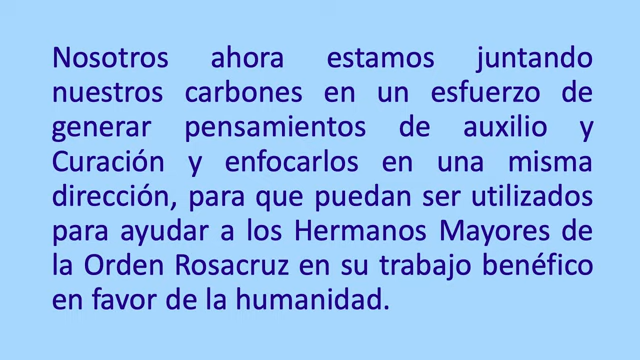 Nosotros ahora estamos juntando
nuestros carbones en un esfuerzo de
generar pensamientos de auxilio y
Curación y enfocarlos en una misma
dirección, para que puedan ser utilizados
para ayudar a los Hermanos Mayores de
la Orden Rosacruz en su trabajo benéfico
en favor de la humanidad.